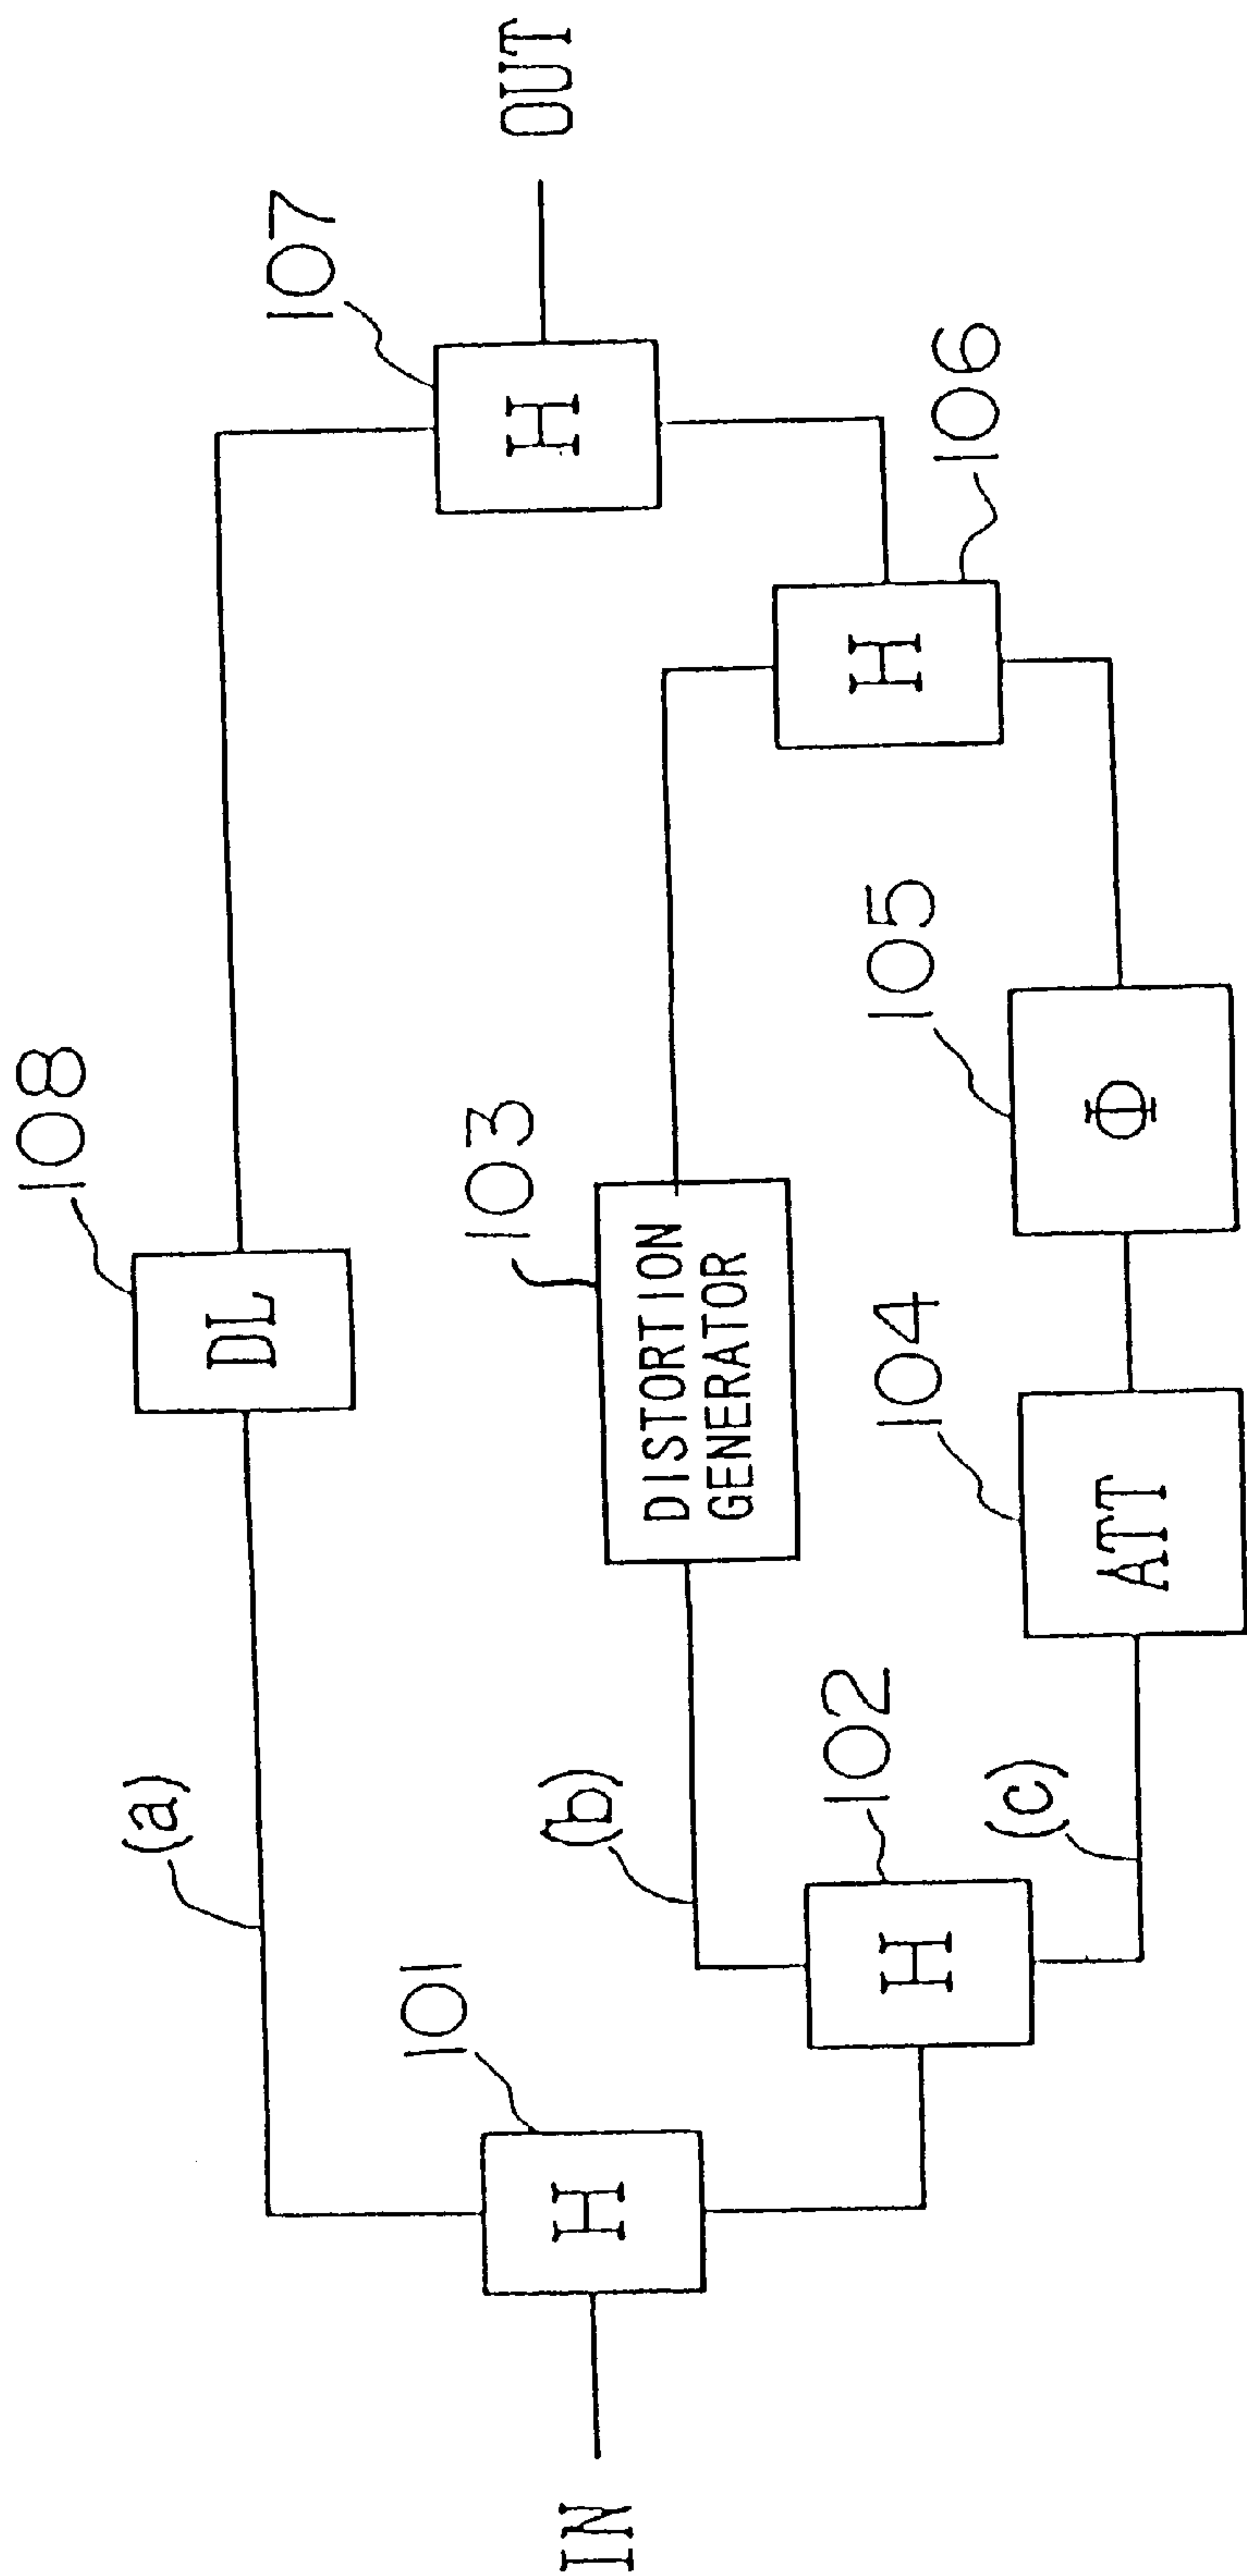 108
DL
(a)
107
101
H
H
IN
OUT
103
DISTORTION
GENERATOR
(b)
102
106
H
H
104
105
(c)
ATT
Φ